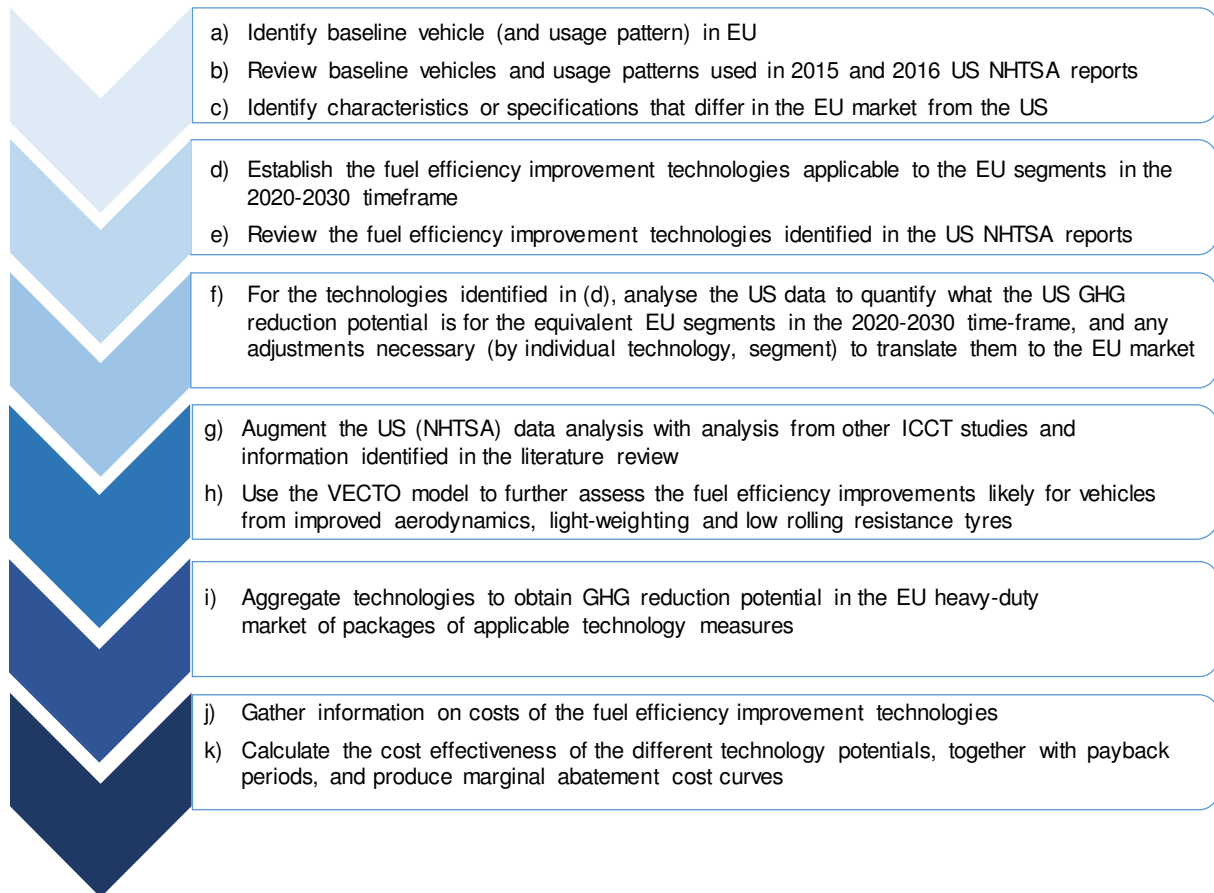 a) Identify baseline vehicle (and usage pattern) in EU
b) Review baseline vehicles and usage patterns used in 2015 and 2016 US NHTSA reports
c) Identify characteristics or specifications that differ in the EU market from the US
d) Establish the fuel efficiency improvement technologies applicable to the EU segments in the
2020-2030 timeframe
e) Review the fuel efficiency improvement technologies identified in the US NHTSA reports
f) For the technologies identified in (d), analyse the US data to quantify what the US GHG
reduction potential is for the equivalent EU segments in the 2020-2030 time-frame, and any
adjustments necessary (by individual technology, segment) to translate them to the EU market
g) Augment the US (NHTSA) data analysis with analysis from other ICCT studies and
information identified in the literature review
h) Use the VECTO model to further assess the fuel efficiency improvements likely for vehicles
from improved aerodynamics, light-weighting and low rolling resistance tyres
i) Aggregate technologies to obtain GHG reduction potential in the EU heavy-duty
market of packages of applicable technology measures
j) Gather information on costs of the fuel efficiency improvement technologies
k) Calculate the cost effectiveness of the different technology potentials, together with payback
periods, and produce marginal abatement cost curves